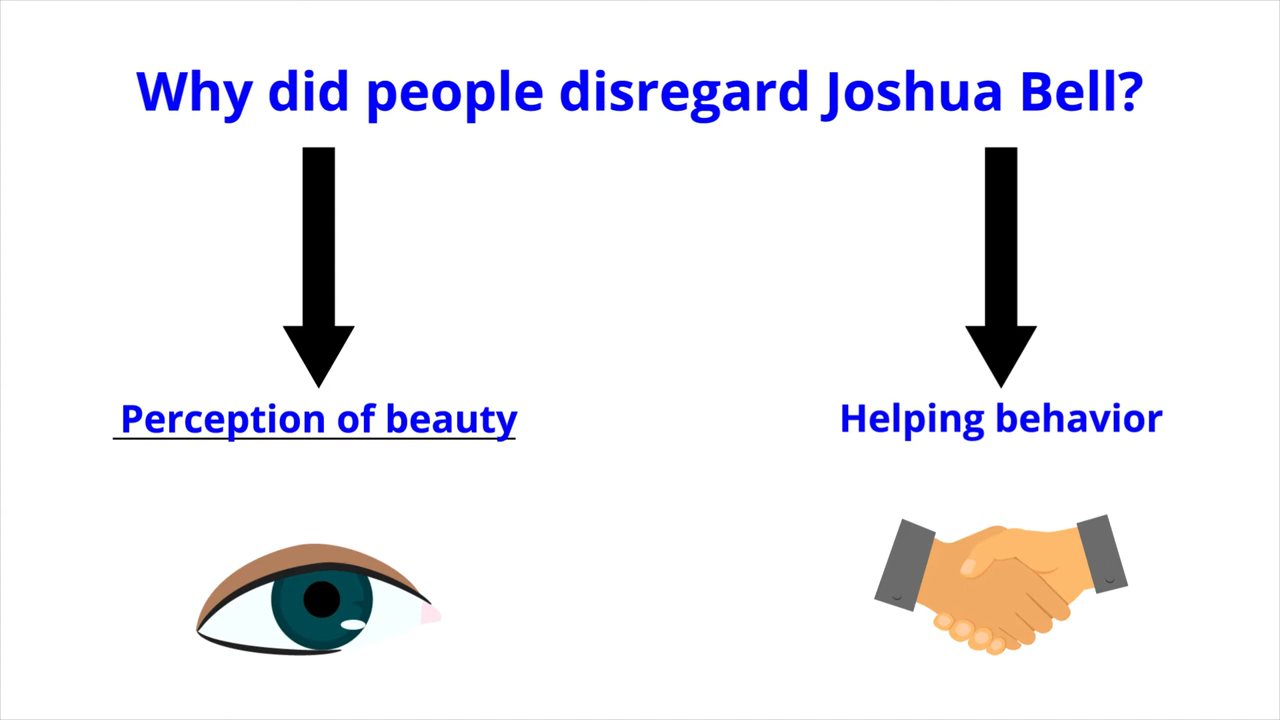 Why did people disregard Joshua Bell?
Perception of beauty
Helping behavior